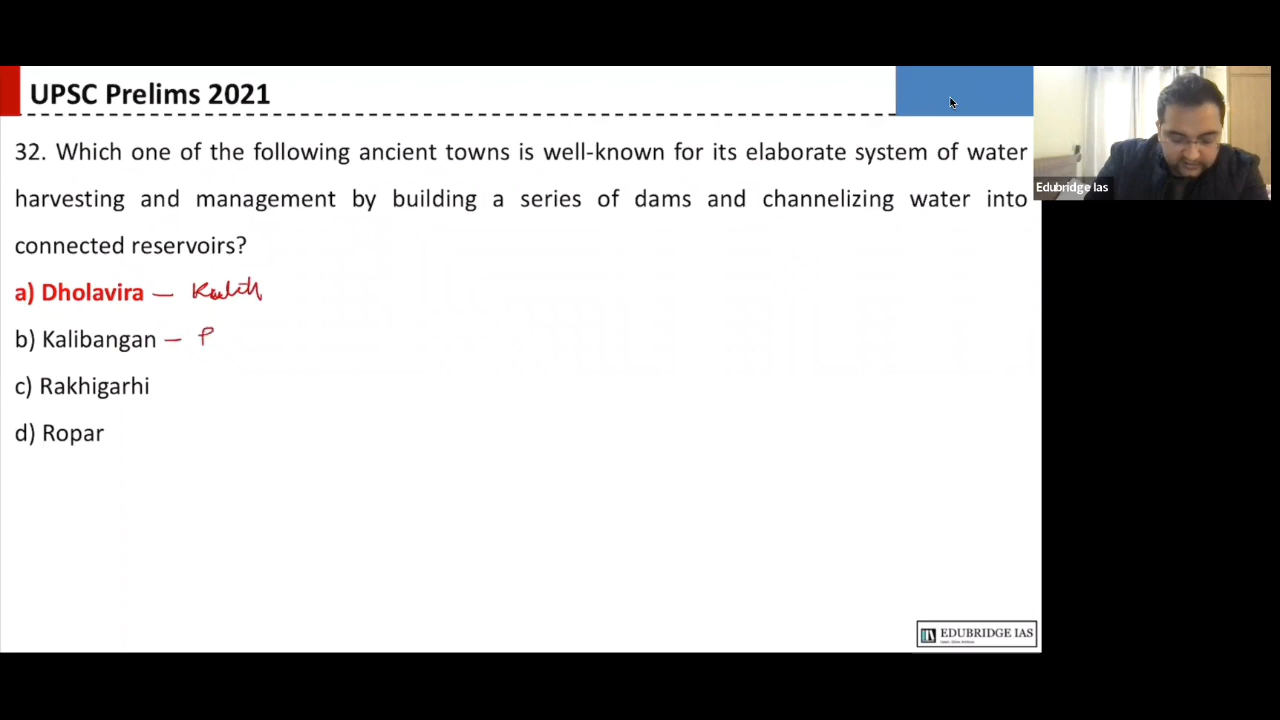 UPSC Prelims 2021
32. Which one of the following ancient towns is well-known for its elaborate system of water
harvesting and management by building a series of dams and channelizing water into
connected reservoirs?
a) Dholavira —
b) Kalibangan — P
c) Rakhigarhi
d) Ropar
Edubridge Ias
EDUBRIDGE IAS